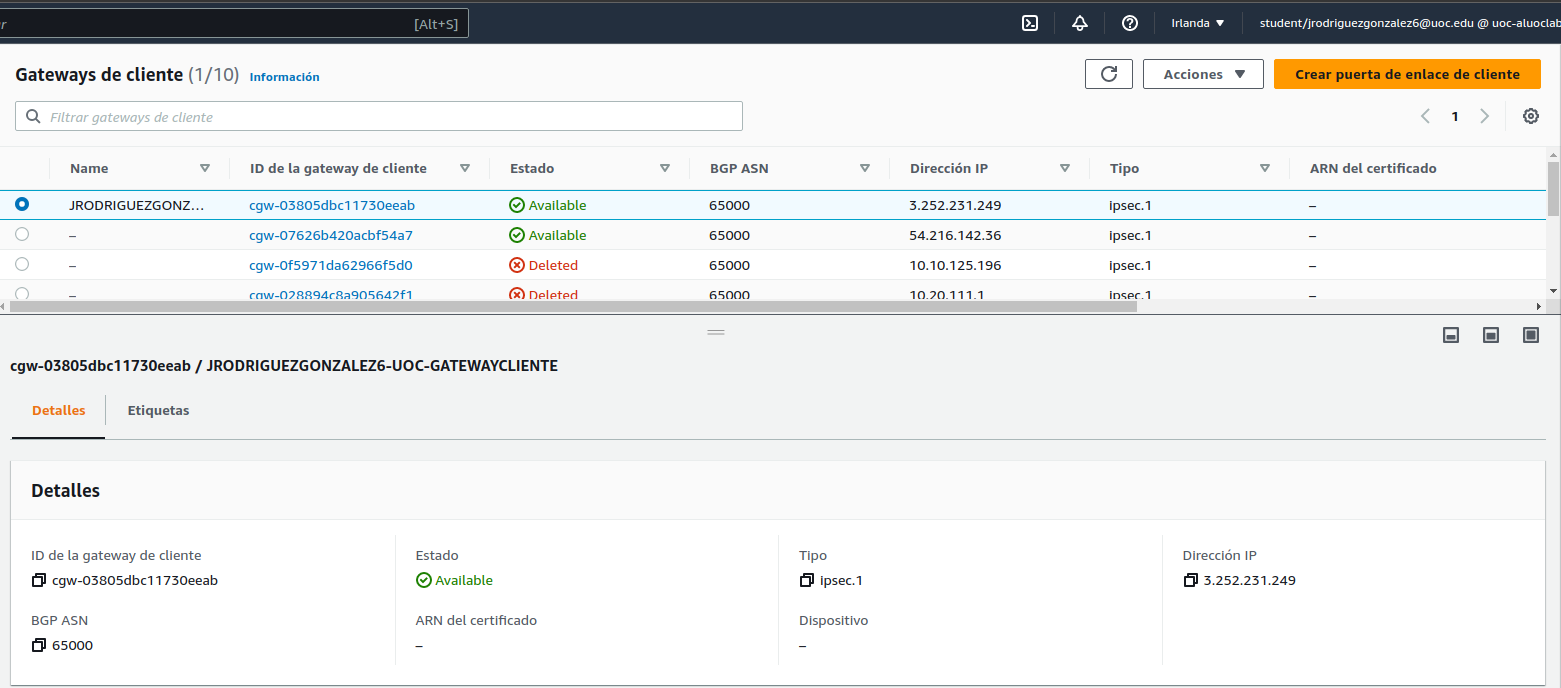 [Alt+S] Irlanda student/jrodriguezgonzalez6@uoc.edu @ uoc-aluoclab
Gateways de cliente (1/10) Información Acciones Crear puerta de enlace de cliente
Filtrar gateways de cliente 1
Name ID de la gateway de cliente Estado BGP ASN Dirección IP Tipo ARN del certificado
JRODRIGUEZGONZ... cgw-03805dbc11730eeab Available 65000 3.252.231.249 ipsec.1 –
– cgw-07626b420acbf54a7 Available 65000 54.216.142.36 ipsec.1 –
– cgw-0f5971da62966f5d0 Deleted 65000 10.10.125.196 ipsec.1 –
– cgw-028894c8a905642f1 Deleted 65000 10.20.111.1 ipsec.1 –
cgw-03805dbc11730eeab / JRODRIGUEZGONZALEZ6-UOC-GATEWAYCLIENTE
Detalles Etiquetas
Detalles
ID de la gateway de cliente Estado Tipo Dirección IP
cgw-03805dbc11730eeab Available ipsec.1 3.252.231.249
BGP ASN ARN del certificado Dispositivo
65000 – –